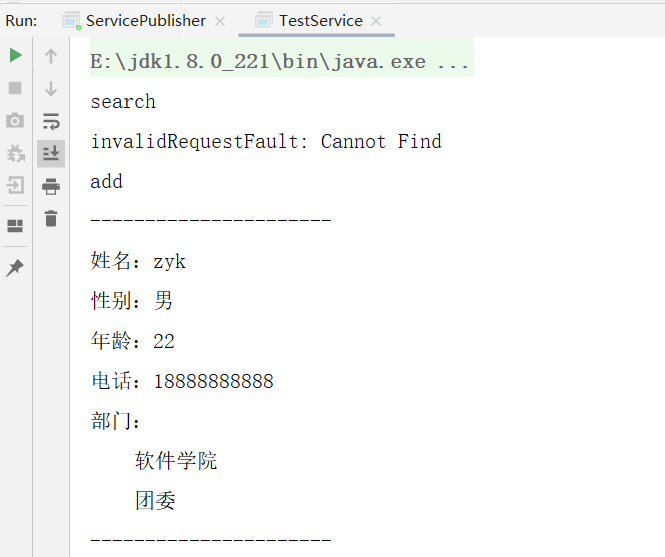 Run: ServicePublisher × TestService ×
E:\jdk1.8.0_221\bin\java.exe ...
search
invalidRequestFault: Cannot Find
add
----------------------
姓名：zyk
性别：男
年龄：22
电话：18888888888
部门：
软件学院
团委
----------------------